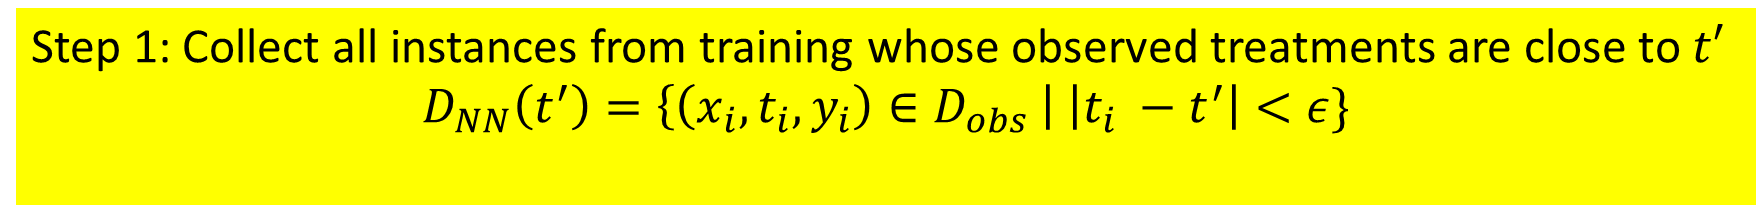 Step 1: Collect all instances from training whose observed treatments are close to t′
D_NN(t′) = {(x_i, t_i, y_i) ∈ D_obs | |t_i − t′| < ϵ}